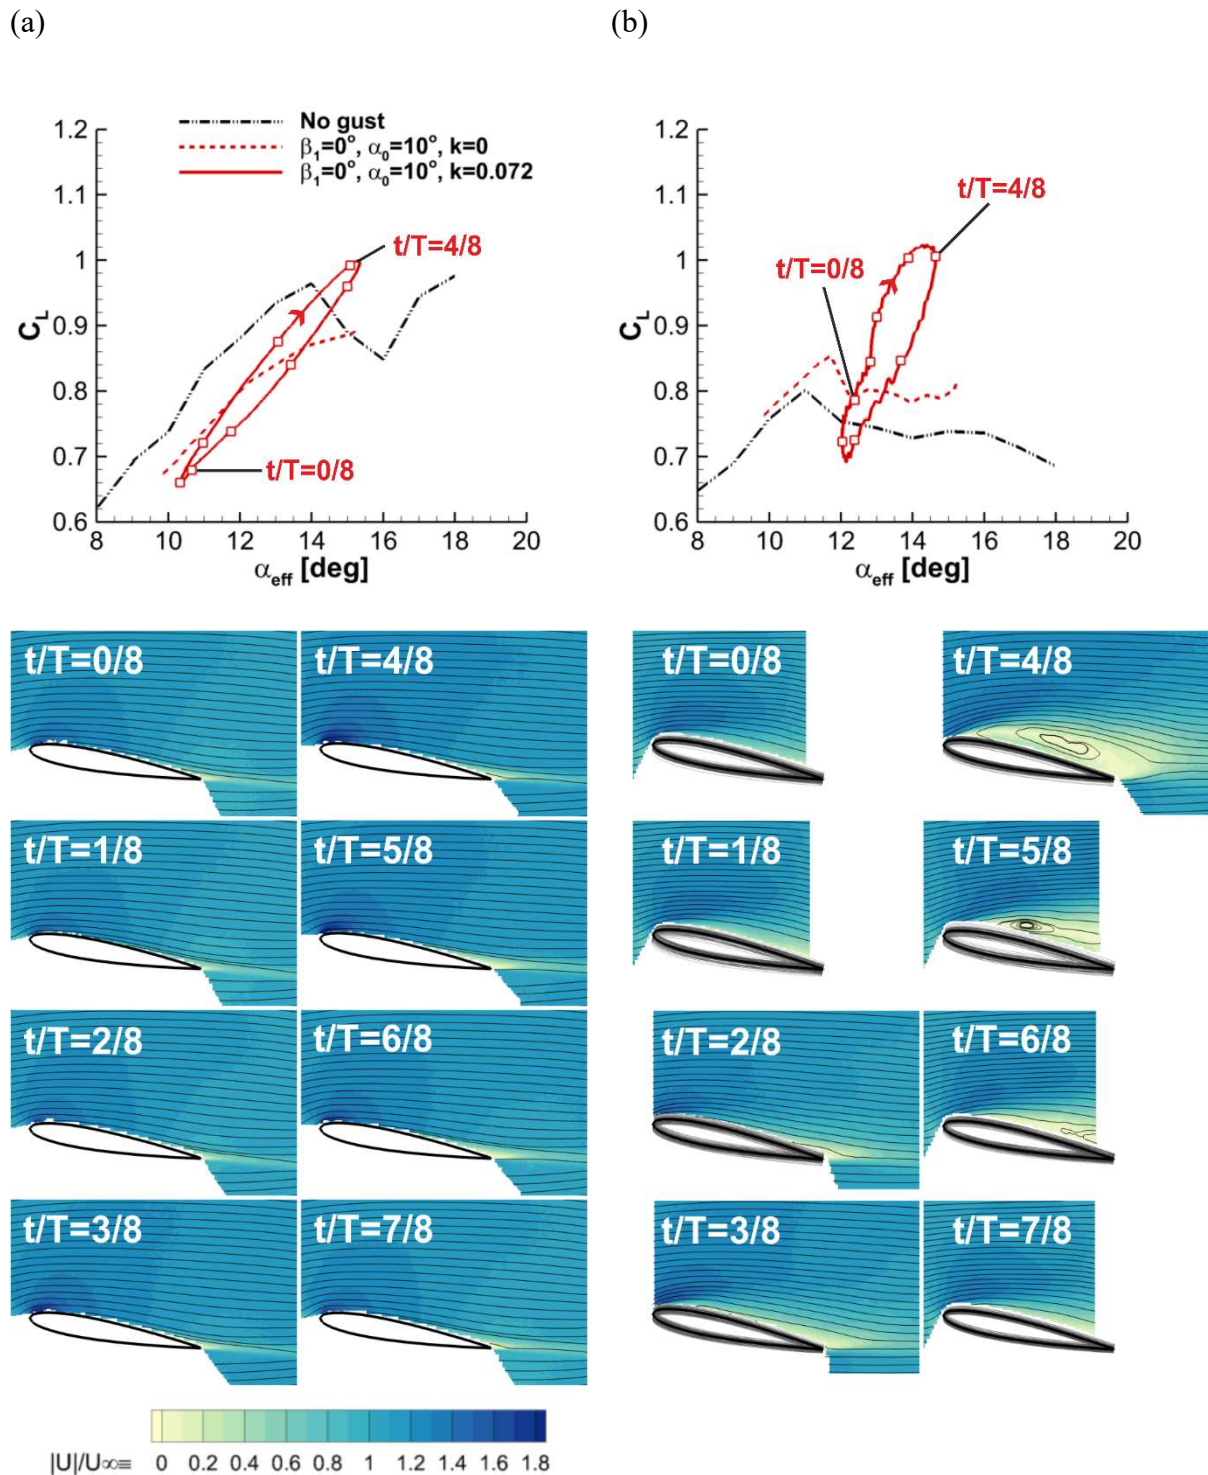 (a)
(b)
No gust
β₁=0°, α₀=10°, k=0
β₁=0°, α₀=10°, k=0.072
1.2
1.1
1
0.9
0.8
0.7
0.6
C_L
8 10 12 14 16 18 20
α_eff [deg]
t/T=4/8
t/T=0/8
1.2
1.1
1
0.9
0.8
0.7
0.6
C_L
8 10 12 14 16 18 20
α_eff [deg]
t/T=4/8
t/T=0/8
t/T=0/8 t/T=4/8
t/T=1/8 t/T=5/8
t/T=2/8 t/T=6/8
t/T=3/8 t/T=7/8
t/T=0/8 t/T=4/8
t/T=1/8 t/T=5/8
t/T=2/8 t/T=6/8
t/T=3/8 t/T=7/8
|U|/U∞≡ 0 0.2 0.4 0.6 0.8 1 1.2 1.4 1.6 1.8